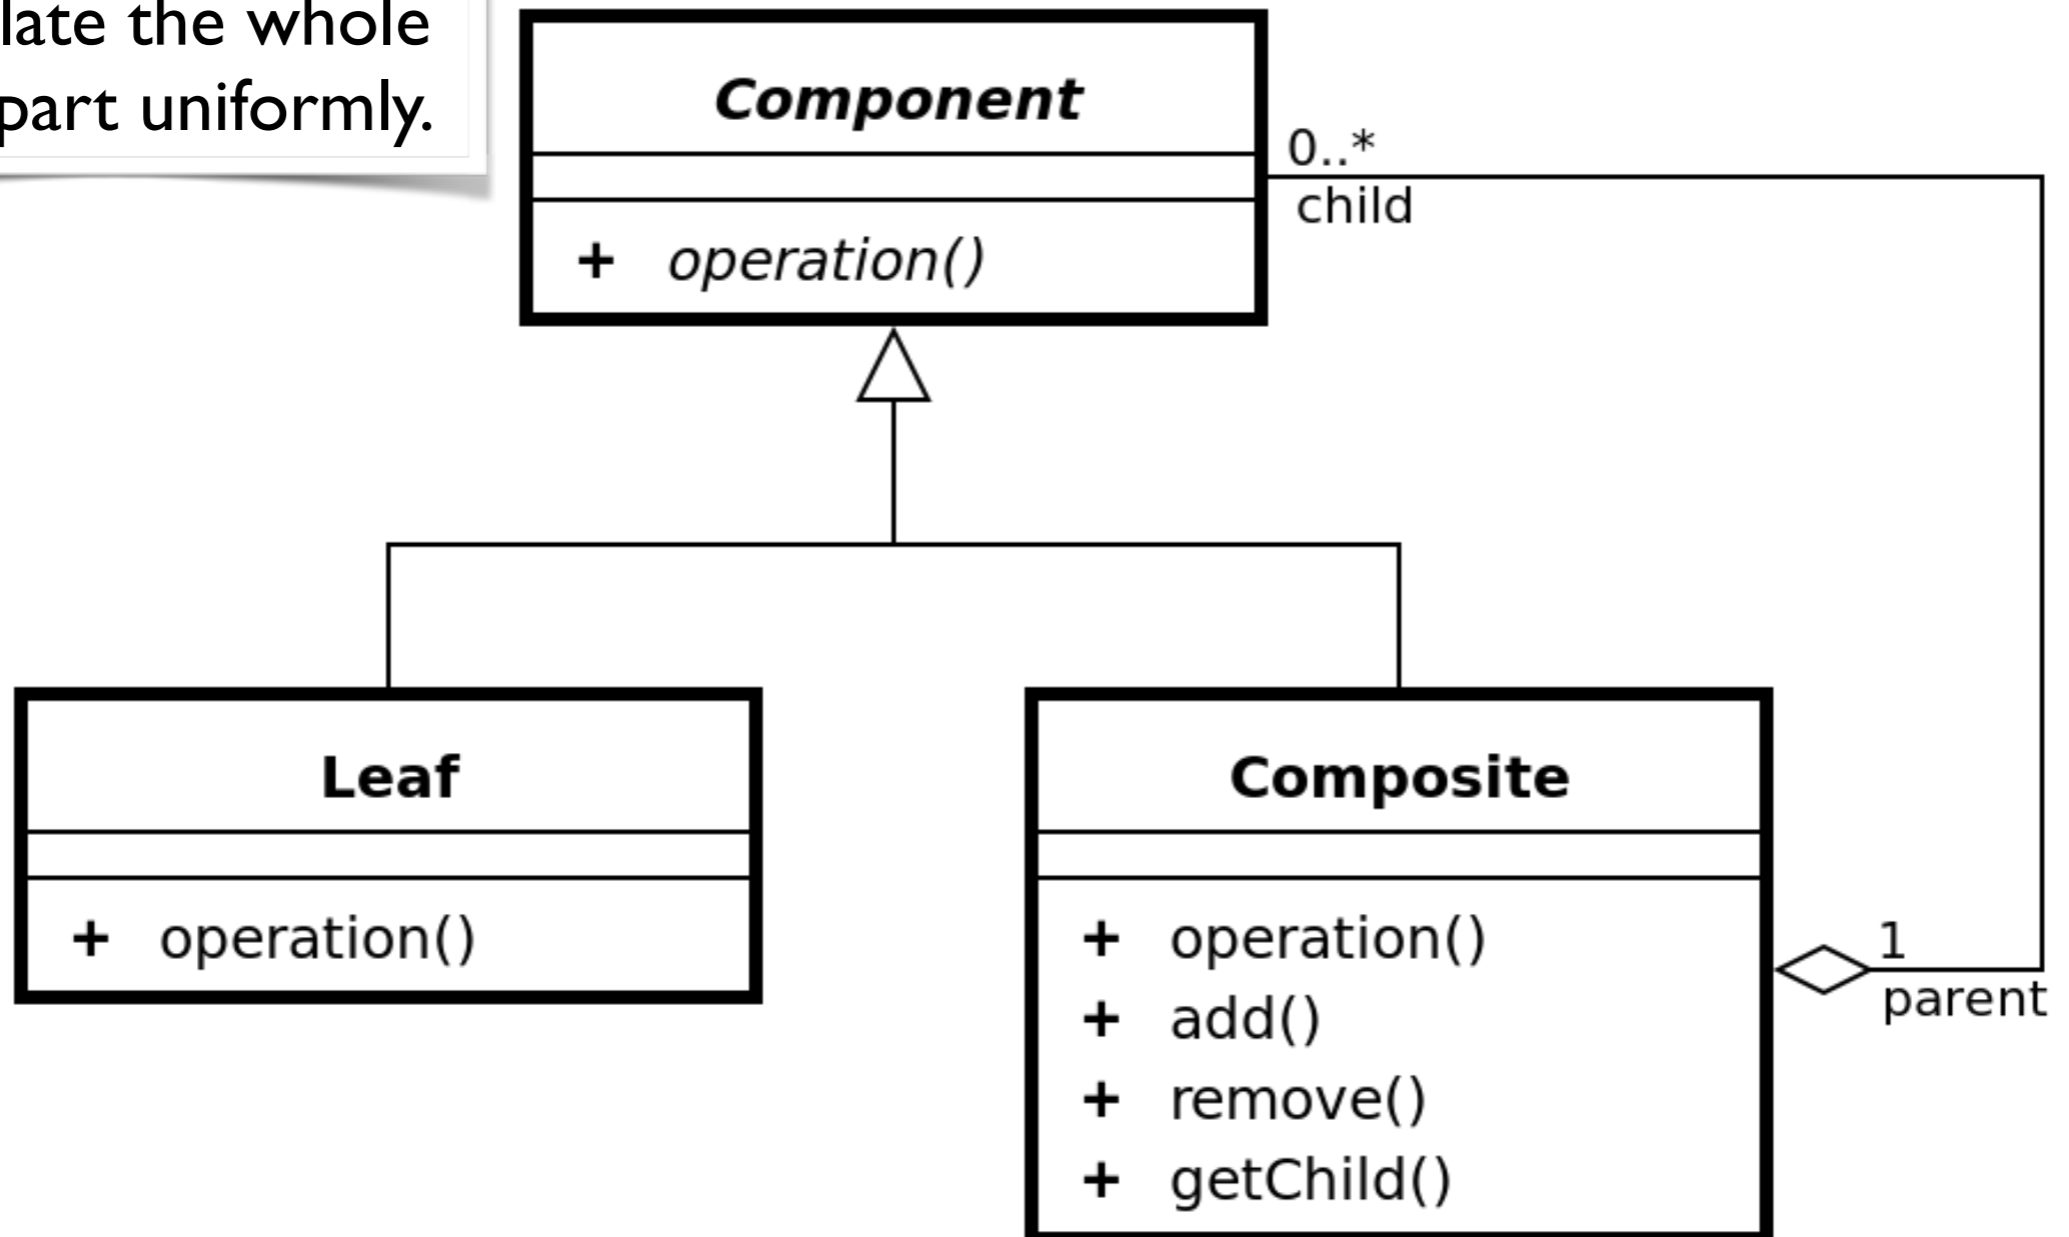 late the whole
part uniformly.
Component
0..*
child
+ operation()
Leaf
+ operation()
Composite
+ operation()
+ add()
+ remove()
+ getChild()
1
parent